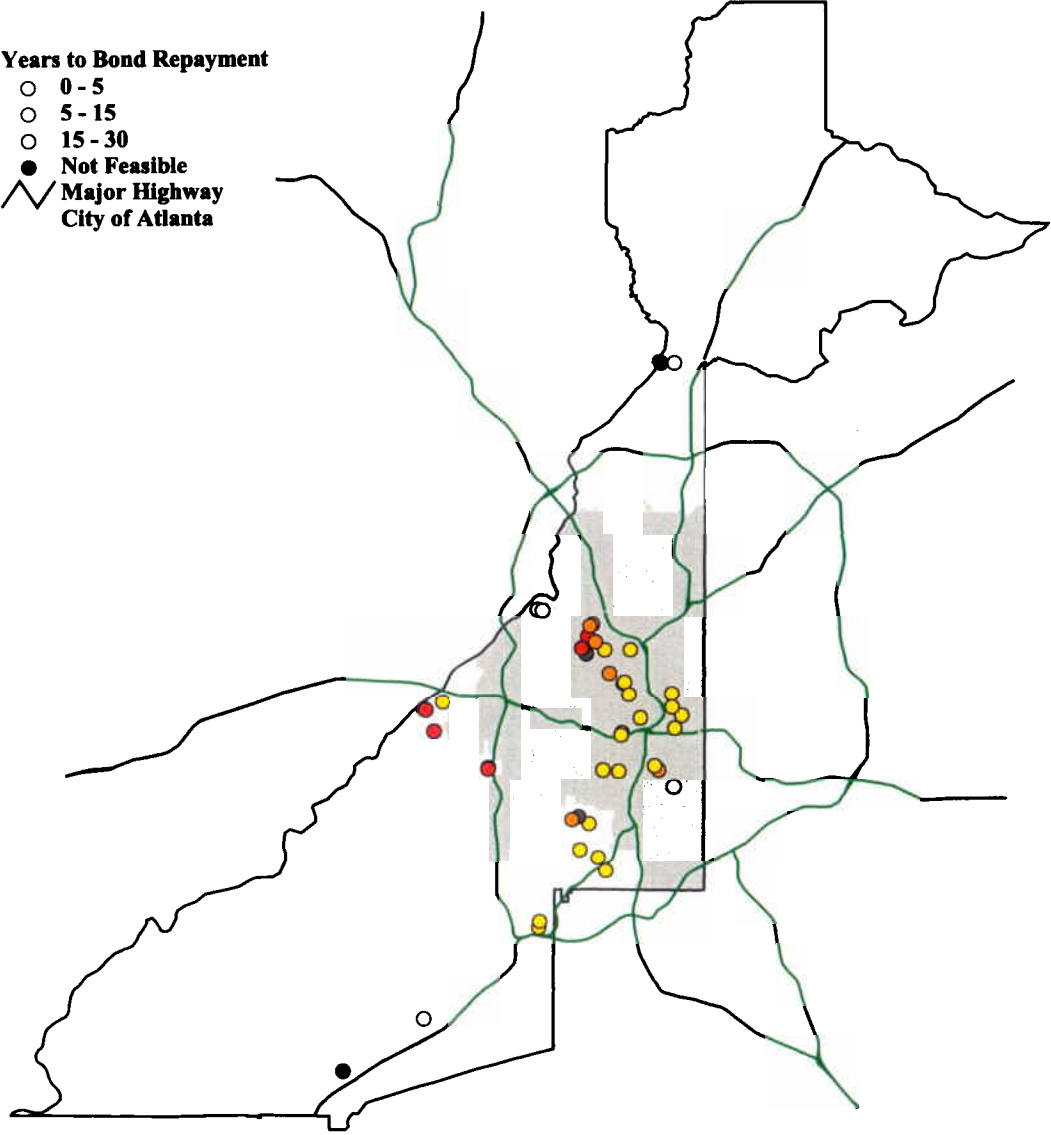 Years to Bond Repayment
0 - 5
5 - 15
15 - 30
Not Feasible
Major Highway
City of Atlanta